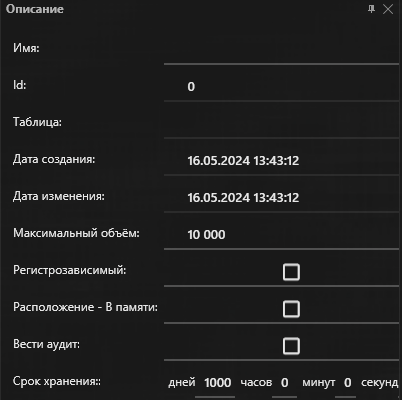 Описание
Имя:
Id: 0
Таблица:
Дата создания: 16.05.2024 13:43:12
Дата изменения: 16.05.2024 13:43:12
Максимальный объём: 10 000
Регистрозависимый:
Расположение - В памяти:
Вести аудит:
Срок хранения:: дней 1000 часов 0 минут 0 секунд